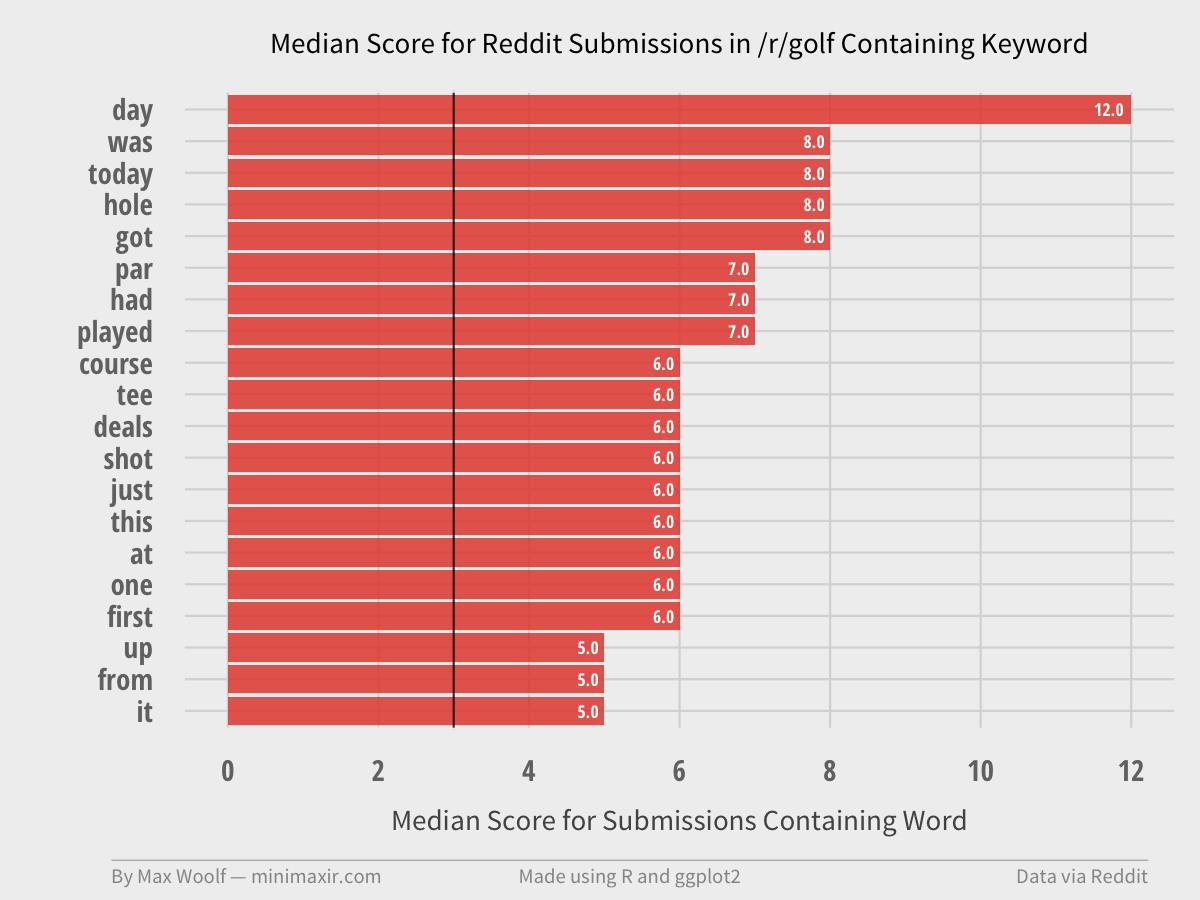 Median Score for Reddit Submissions in /r/golf Containing Keyword
day 12.0
was 8.0
today 8.0
hole 8.0
got 8.0
par 7.0
had 7.0
played 7.0
course 6.0
tee 6.0
deals 6.0
shot 6.0
just 6.0
this 6.0
at 6.0
one 6.0
first 6.0
up 5.0
from 5.0
it 5.0
0 2 4 6 8 10 12
Median Score for Submissions Containing Word
By Max Woolf — minimaxir.com Made using R and ggplot2 Data via Reddit